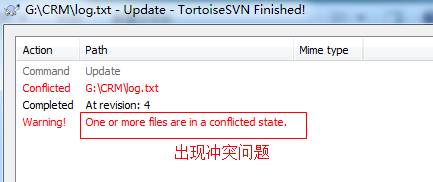 G:\CRM\log.txt - Update - TortoiseSVN Finished!
Action Path Mime type
Command Update
Conflicted G:\CRM\log.txt
Completed At revision: 4
Warning! One or more files are in a conflicted state.
出现冲突问题